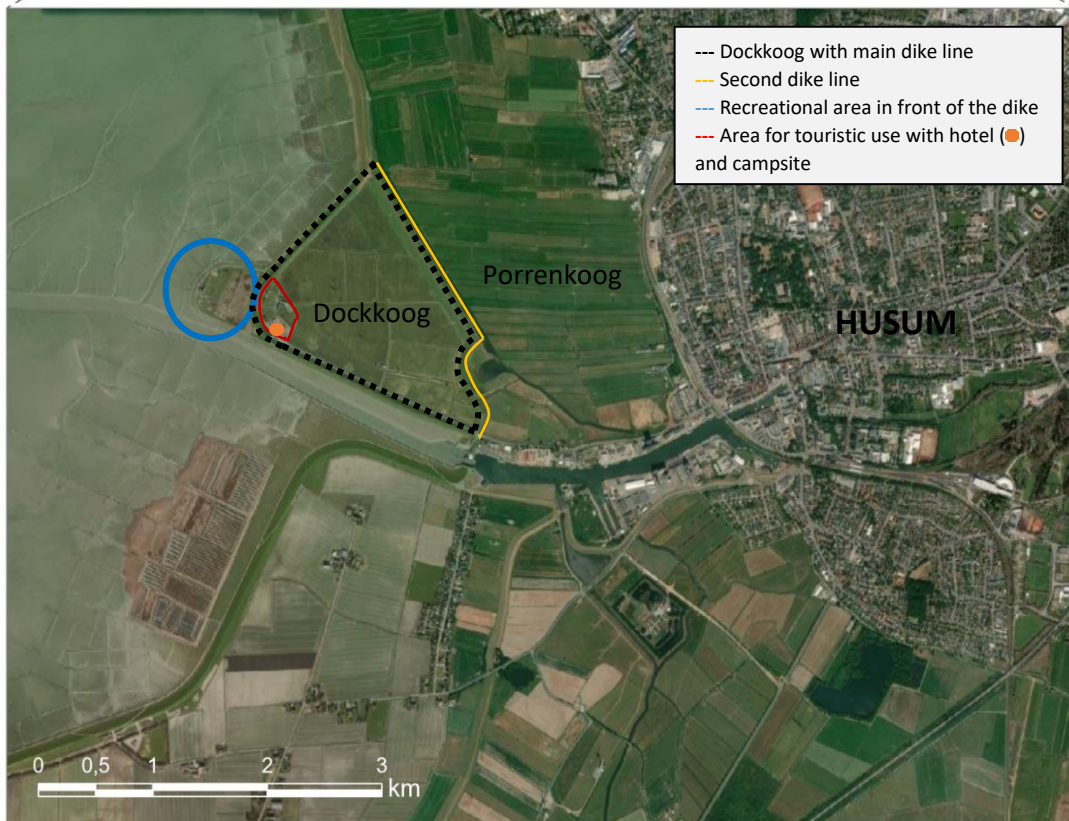 --- Dockkoog with main dike line
--- Second dike line
--- Recreational area in front of the dike
--- Area for touristic use with hotel ( )
and campsite
Porrenkoog
Dockkoog
HUSUM
0 0,5 1 2 3
km